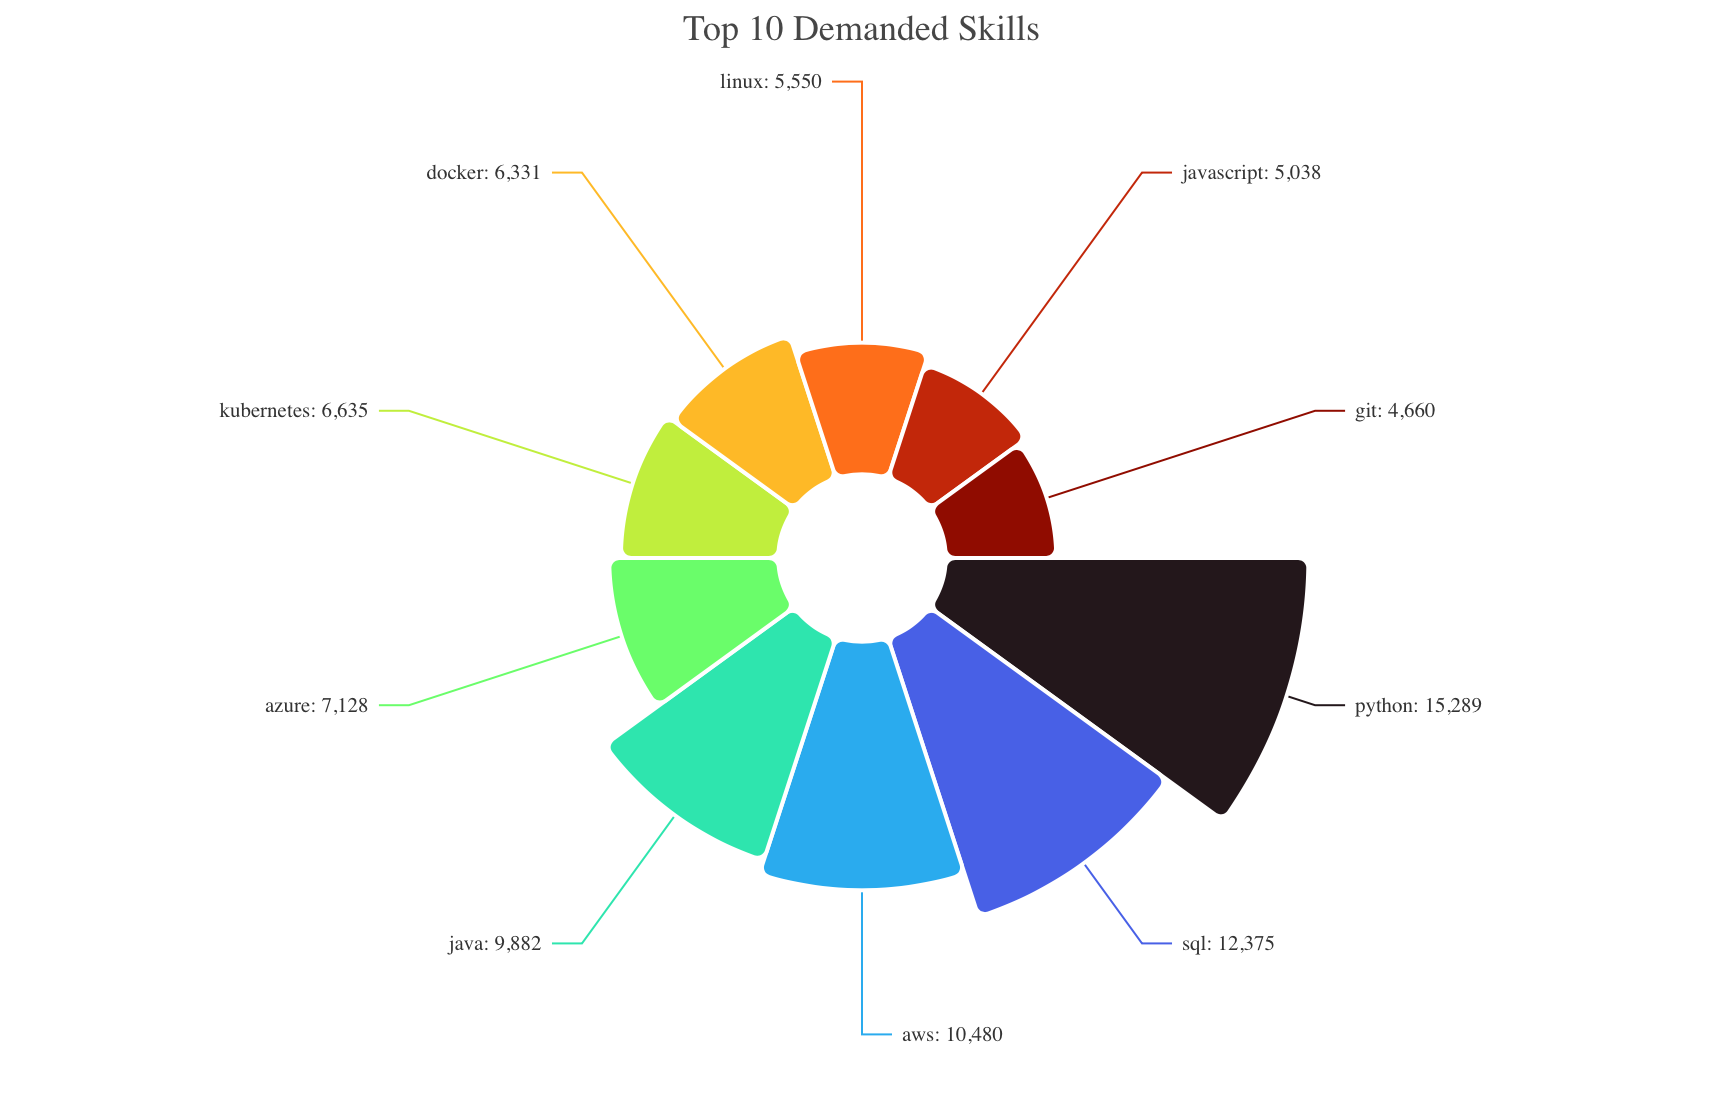 Top 10 Demanded Skills
linux: 5,550
docker: 6,331
javascript: 5,038
kubernetes: 6,635
git: 4,660
azure: 7,128
python: 15,289
java: 9,882
sql: 12,375
aws: 10,480